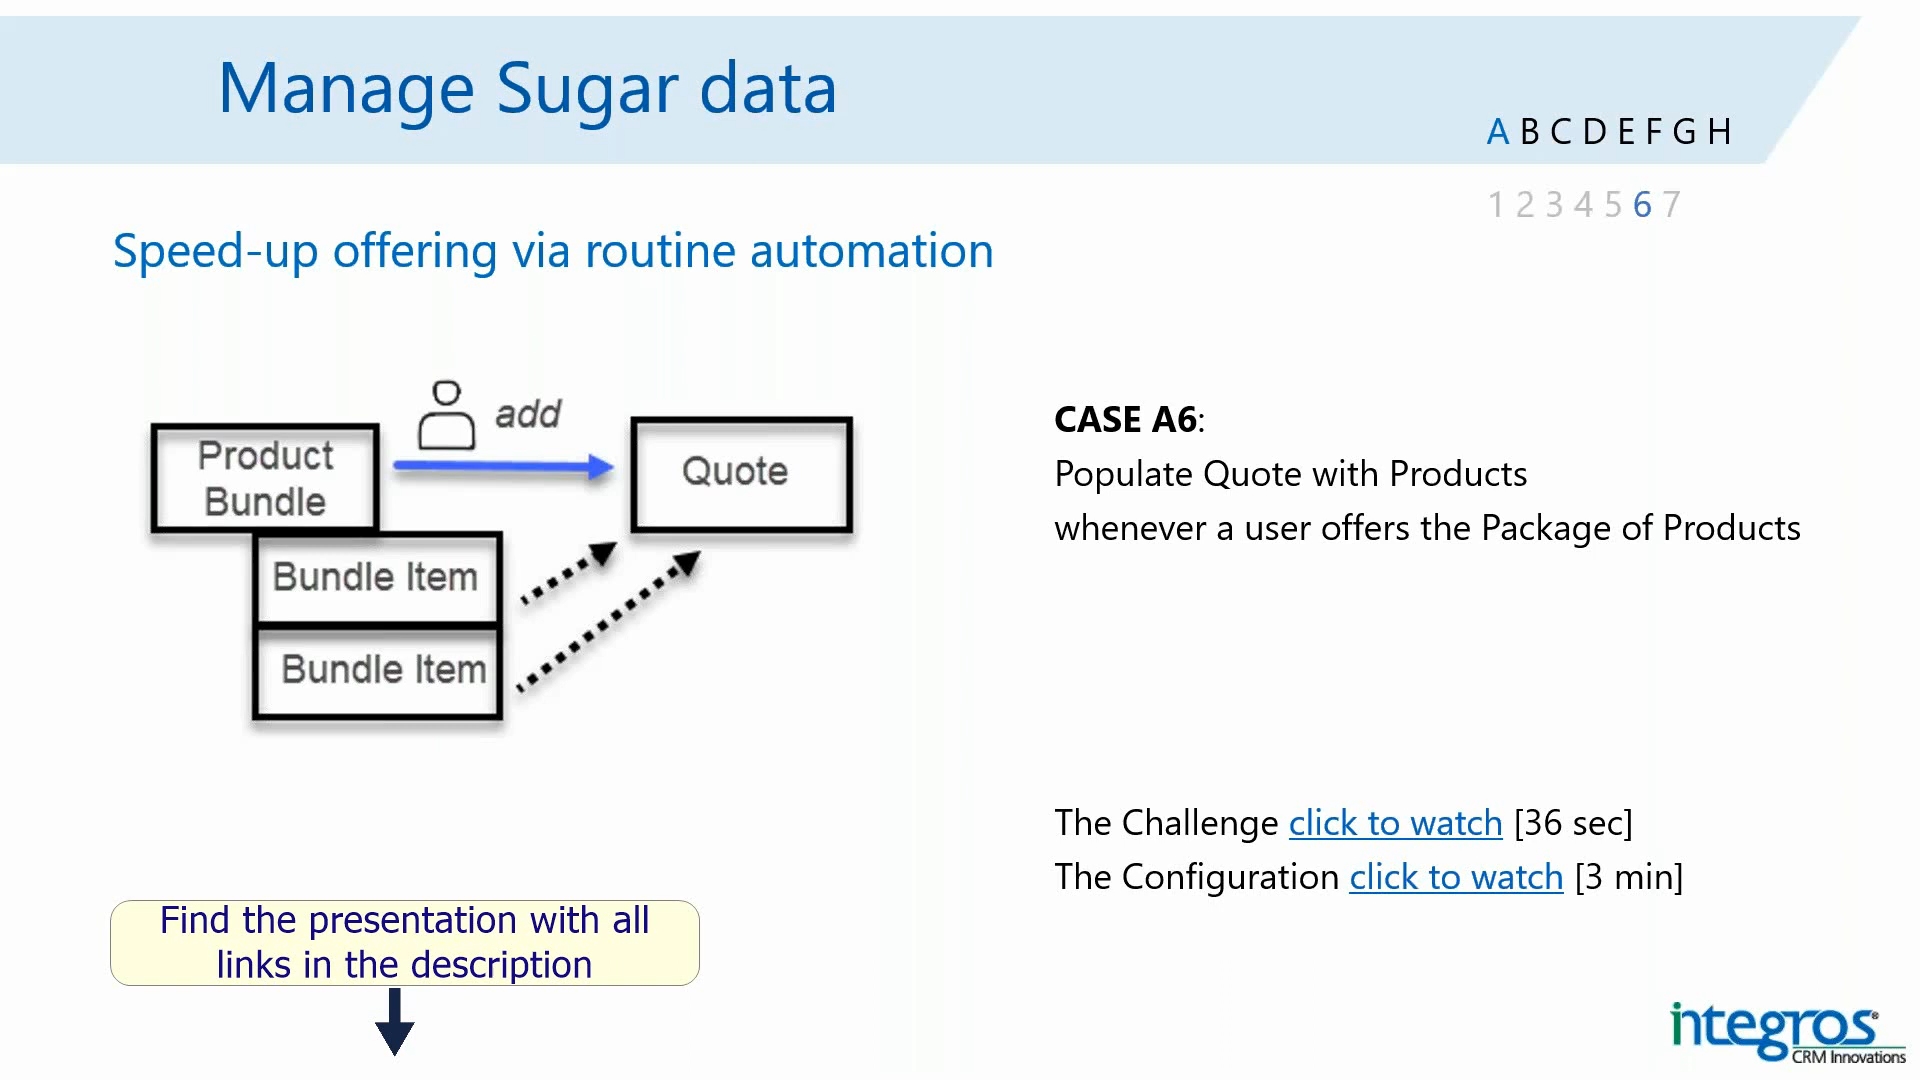 Manage Sugar data
A B C D E F G H
1 2 3 4 5 6 7
Speed-up offering via routine automation
add
Product
Bundle
Quote
Bundle Item
Bundle Item
CASE A6:
Populate Quote with Products
whenever a user offers the Package of Products
The Challenge click to watch [36 sec]
The Configuration click to watch [3 min]
Find the presentation with all
links in the description
integros®
CRM Innovations